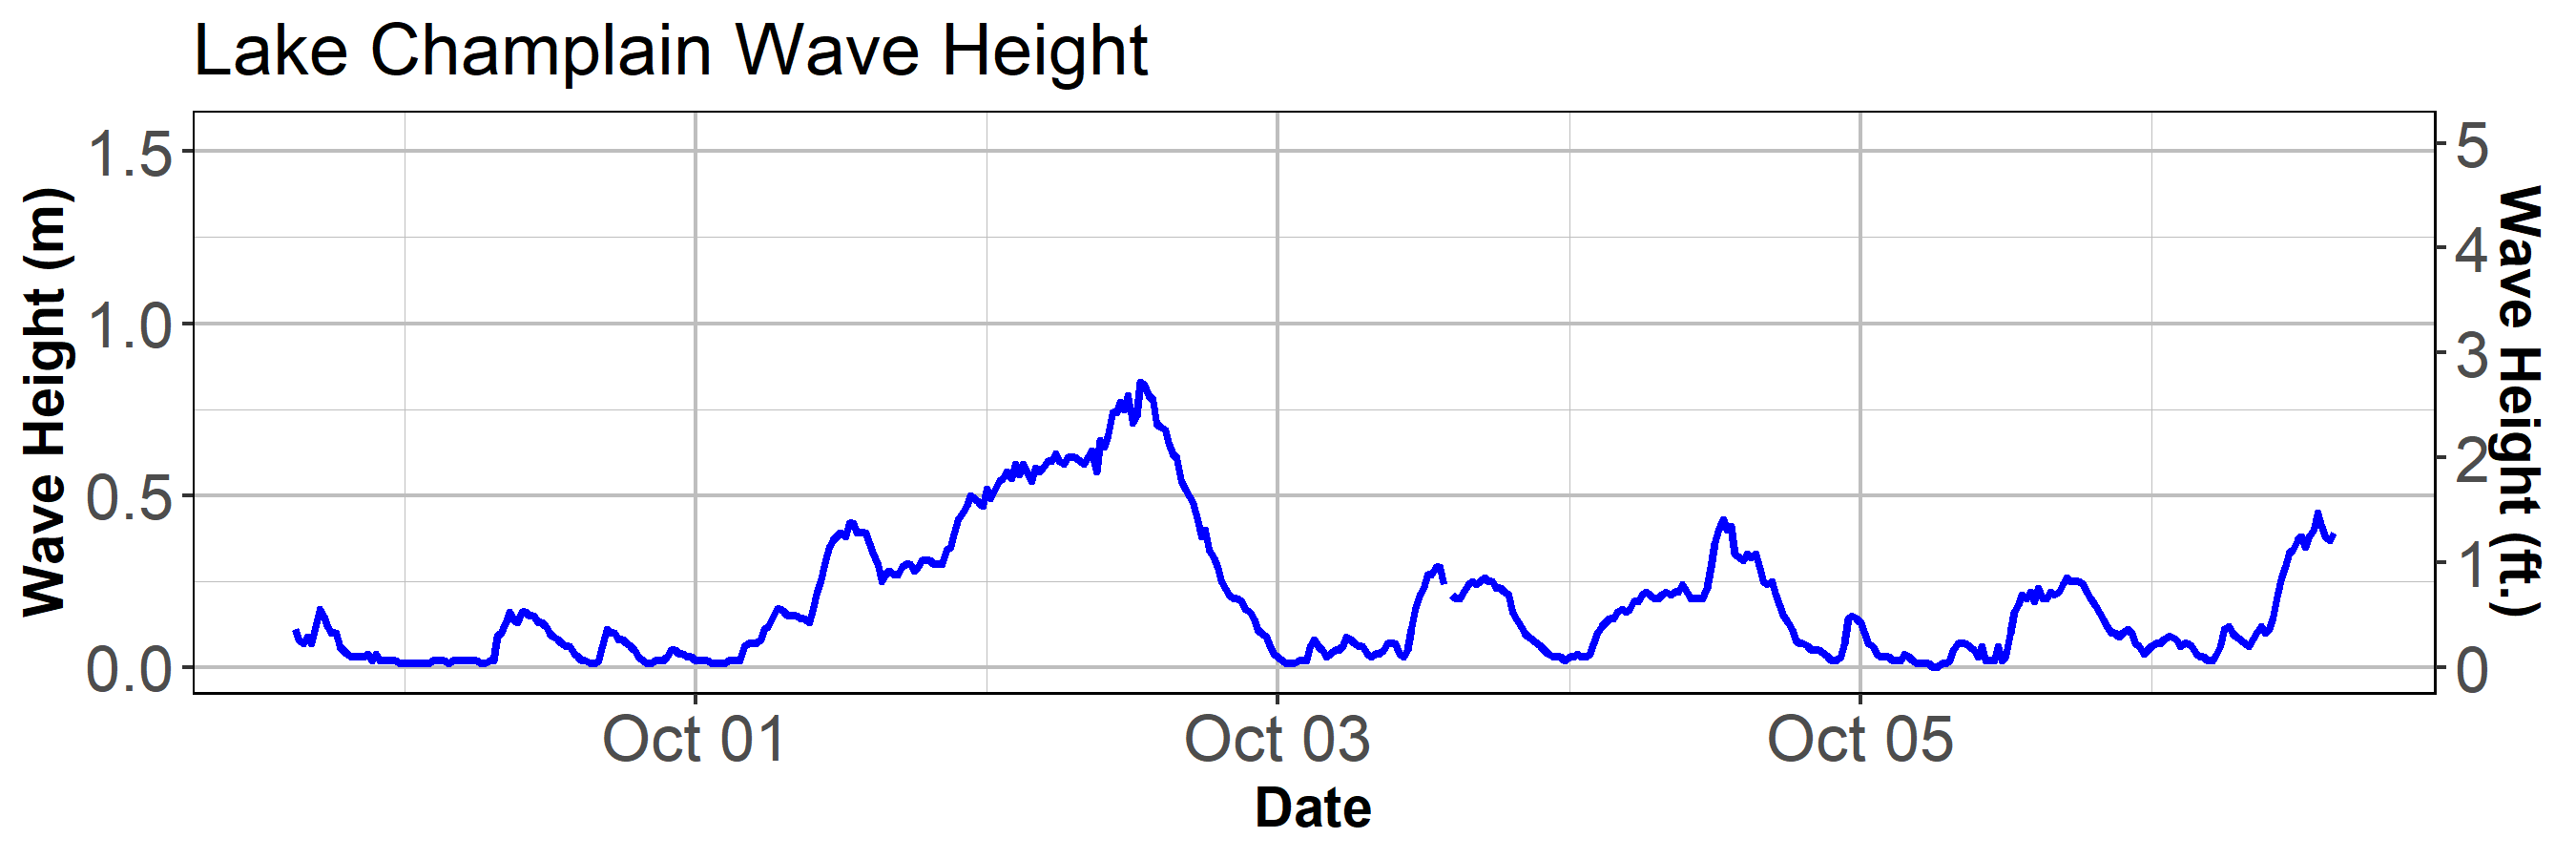 Lake Champlain Wave Height
Wave Height (m)
1.5
1.0
0.5
0.0
5
4
3
2
1
0
Wave Height (ft.)
Oct 01
Oct 03
Oct 05
Date